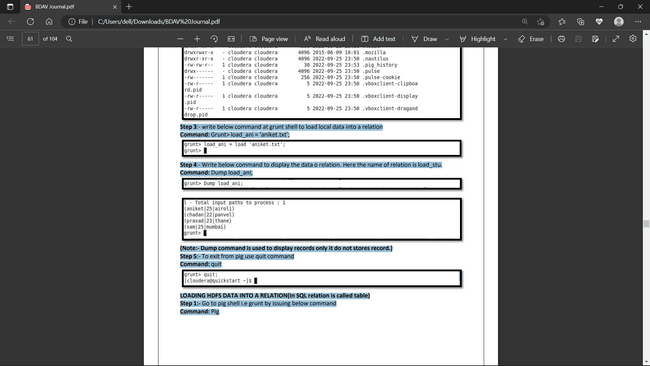 BDAV Journal.pdf
File
C:/Users/dell/Downloads/BDAV%20Journal.pdf
61 of 104
Page view
Read aloud
Add text
Draw
Highlight
Erase
drwxrwxr-x - cloudera cloudera 4096 2015-06-09 18:01 .mozilla
drwxr-xr-x - cloudera cloudera 4096 2022-09-25 23:50 .nautilus
-rw-rw-r-- 1 cloudera cloudera 30 2022-09-25 23:53 .pig_history
drwx------ - cloudera cloudera 4096 2022-09-25 23:50 .pulse
-rw------- 1 cloudera cloudera 256 2022-09-25 23:50 .pulse-cookie
-rw-r----- 1 cloudera cloudera 5 2022-09-25 23:50 .vboxclient-clipboa
rd.pid
-rw-r----- 1 cloudera cloudera 5 2022-09-25 23:50 .vboxclient-display
.pid
-rw-r----- 1 cloudera cloudera 5 2022-09-25 23:50 .vboxclient-dragand
drop.pid
Step 3:- write below command at grunt shell to load local data into a relation
Command: Grunt> load_ani = 'aniket.txt';
grunt> load_ani = load 'aniket.txt';
grunt>
Step 4:- Write below command to display the data o relation. Here the name of relation is load_stu.
Command: Dump load_ani;
grunt> Dump load_ani;
l - Total input paths to process : 1
(aniket|25|airoli)
(chadan|22|panvel)
(prasad|23|thane)
(sam|25|mumbai)
grunt>
(Note:- Dump command is used to display records only it do not stores record.)
Step 5:- To exit from pig use quit command
Command: quit
grunt> quit;
[cloudera@quickstart ~]$
LOADING HDFS DATA INTO A RELATION(In SQL relation is called table)
Step 1:- Go to pig shell i.e grunt by issuing below command
Command: Pig